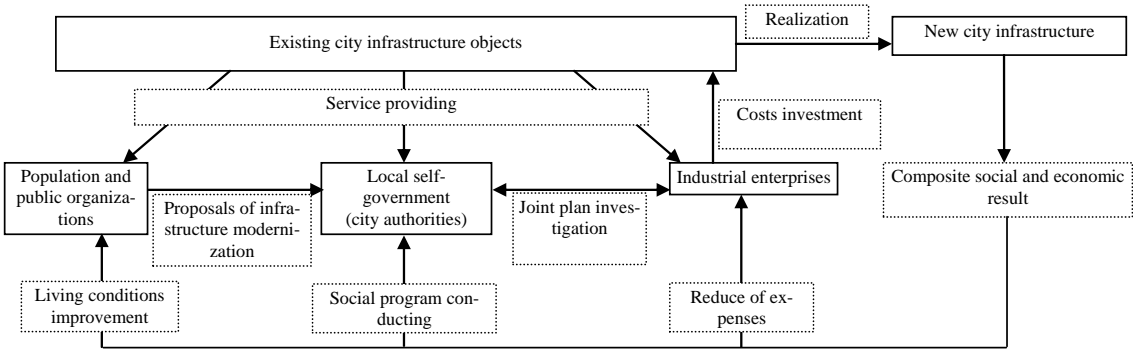 Realization
Existing city infrastructure objects
New city infrastructure
Service providing
Costs investment
Population and
public organiza-
tions
Local self-
government
(city authorities)
Industrial enterprises
Composite social and economic
result
Proposals of infra-
structure moderni-
zation
Joint plan inves-
tigation
Living conditions
improvement
Social program con-
ducting
Reduce of ex-
penses